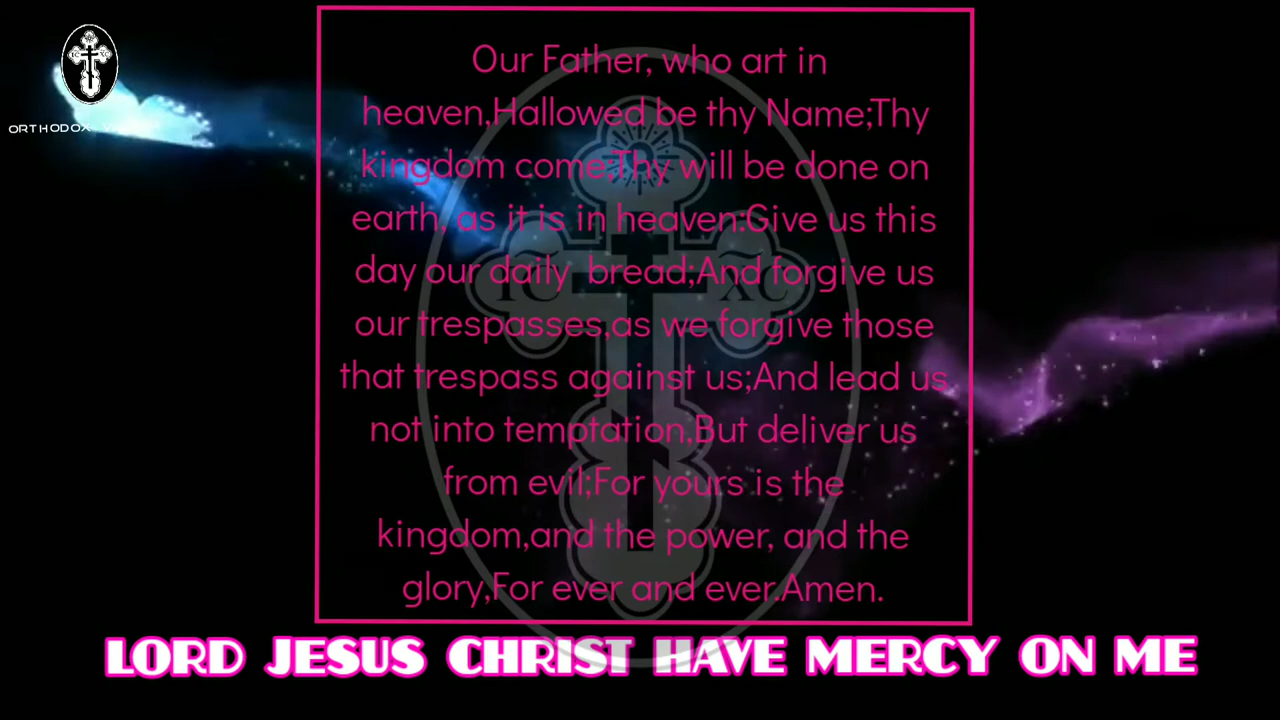 ORTHODOX
Our Father, who art in
heaven,Hallowed be thy Name;Thy
kingdom come;Thy will be done on
earth, as it is in heaven:Give us this
day our daily  bread;And forgive us
our trespasses,as we forgive those
that trespass against us;And lead us
not into temptation,But deliver us
from evil;For yours is the
kingdom,and the power, and the
glory,For ever and ever.Amen.
IC XC
LORD JESUS CHRIST HAVE MERCY ON ME